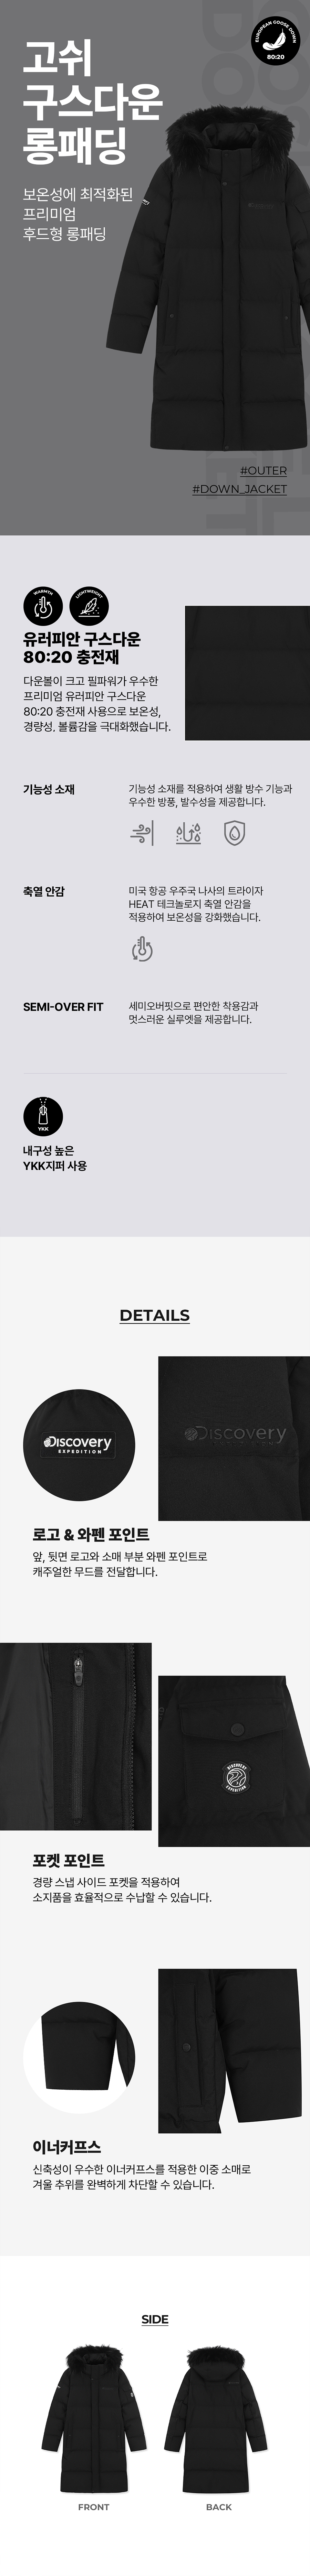 EUROPEAN GOOSE DOWN
80:20
고쉬
구스다운
롱패딩
보온성에 최적화된
프리미엄
후드형 롱패딩
#OUTER
#DOWN_JACKET
WARMTH
LIGHTWEIGHT
유러피안 구스다운
80:20 충전재
다운볼이 크고 필파워가 우수한
프리미엄 유러피안 구스다운
80:20 충전재 사용으로 보온성,
경량성, 볼륨감을 극대화했습니다.
기능성 소재
기능성 소재를 적용하여 생활 방수 기능과
우수한 방풍, 발수성을 제공합니다.
축열 안감
미국 항공 우주국 나사의 트라이자
HEAT 테크놀로지 축열 안감을
적용하여 보온성을 강화했습니다.
SEMI-OVER FIT
세미오버핏으로 편안한 착용감과
멋스러운 실루엣을 제공합니다.
YKK
내구성 높은
YKK지퍼 사용
DETAILS
Discovery
EXPEDITION
Discovery
로고 & 와펜 포인트
앞, 뒷면 로고와 소매 부분 와펜 포인트로
캐주얼한 무드를 전달합니다.
DISCOVERY
EXPEDITION
포켓 포인트
경량 스냅 사이드 포켓을 적용하여
소지품을 효율적으로 수납할 수 있습니다.
이너커프스
신축성이 우수한 이너커프스를 적용한 이중 소매로
겨울 추위를 완벽하게 차단할 수 있습니다.
SIDE
FRONT
BACK